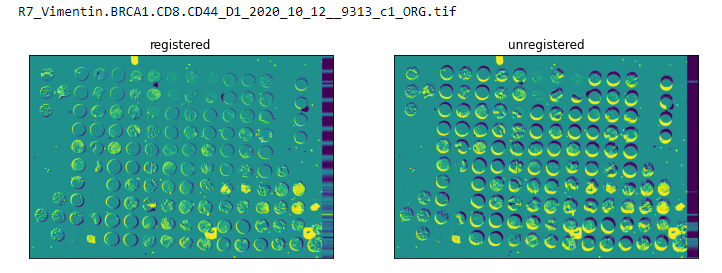 R7_Vimentin.BRCA1.CD8.CD44_D1_2020_10_12__9313_c1_ORG.tif
registered
unregistered